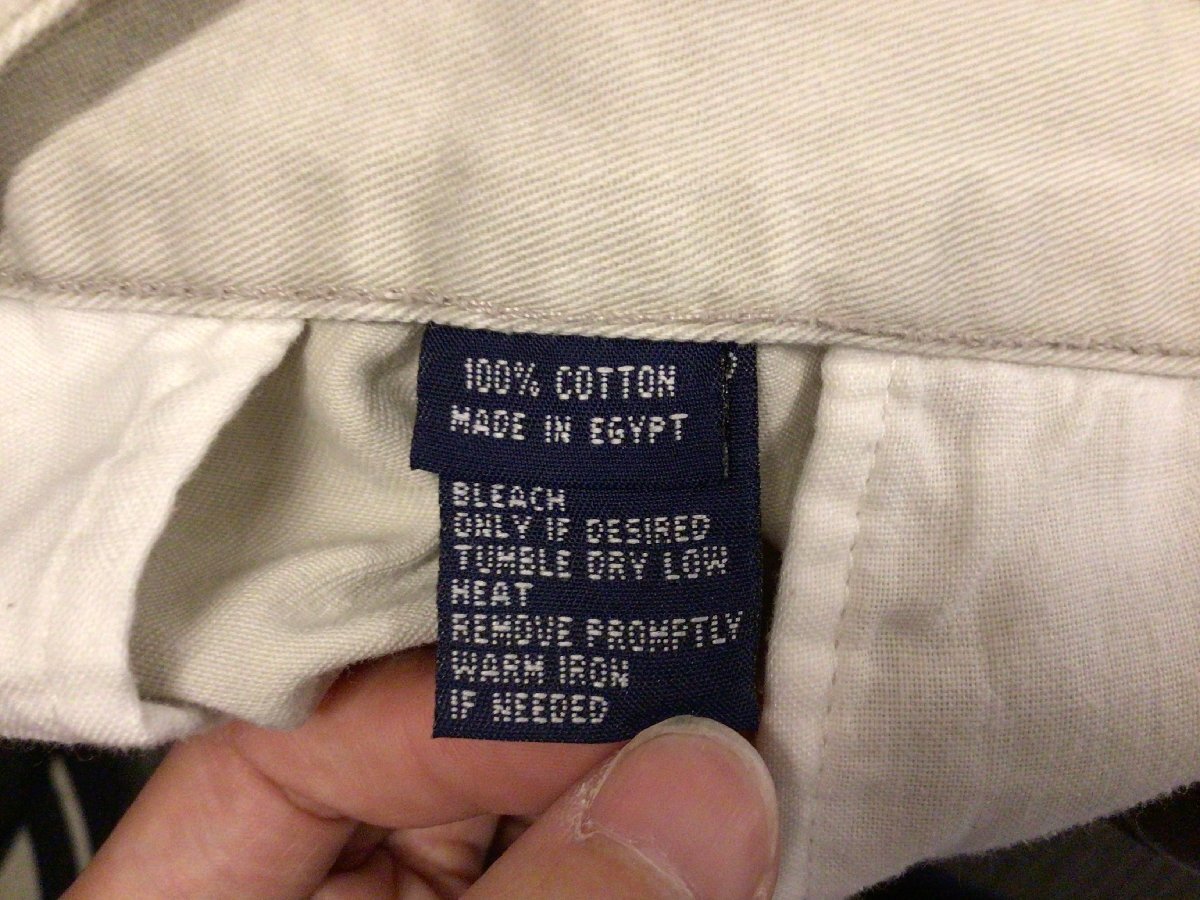 100% COTTON
MADE IN EGYPT
BLEACH
ONLY IF DESIRED
TUMBLE DRY LOW
HEAT
REMOVE PROMPTLY
WARM IRON
IF NEEDED